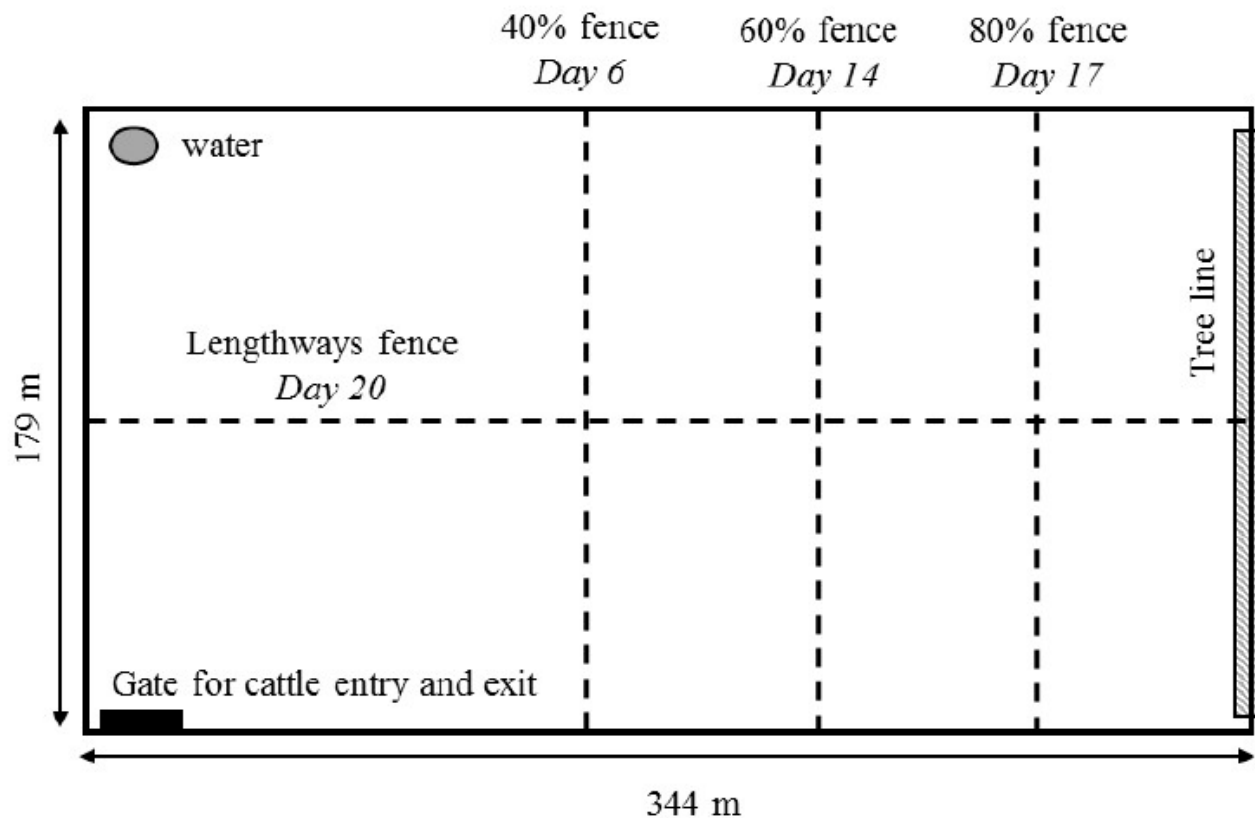 40% fence
Day 6
60% fence
Day 14
80% fence
Day 17
water
Tree line
Lengthways fence
Day 20
179 m
Gate for cattle entry and exit
344 m